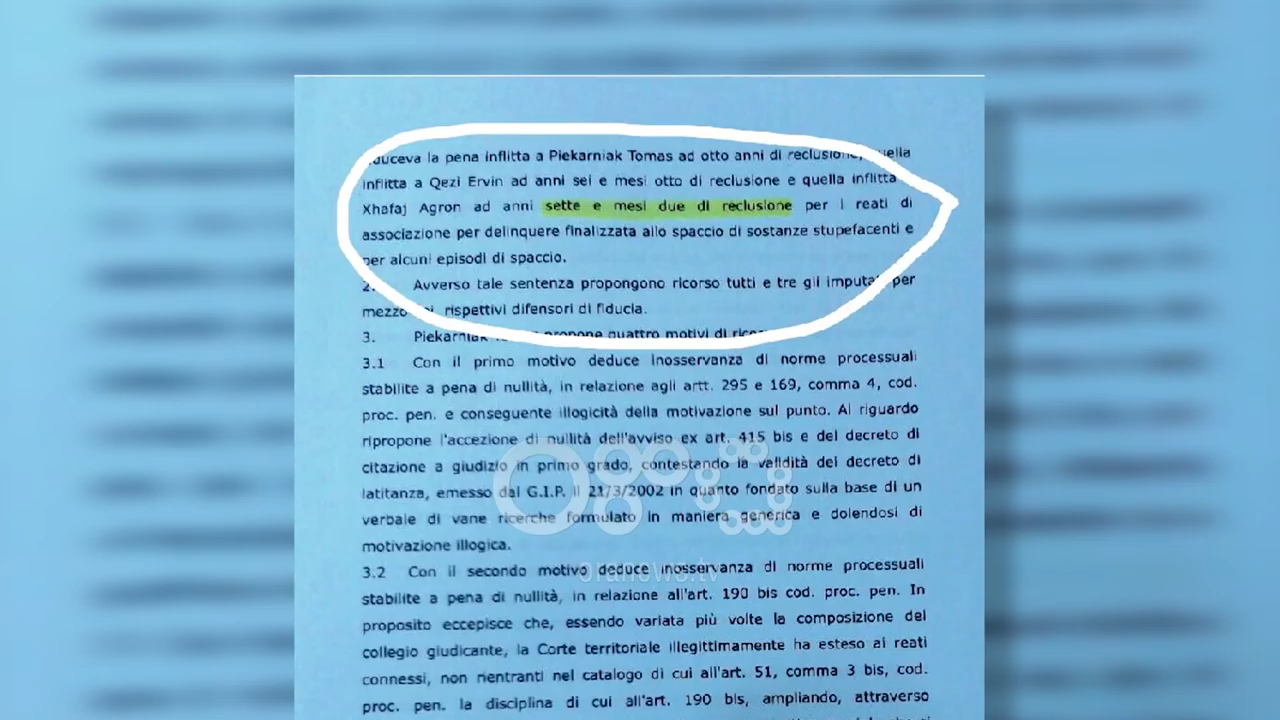 duceva la pena inflitta a Piekarniak Tomas ad otto anni di reclusione, quella
inflitta a Qezi Ervin ad anni sei e mesi otto di reclusione e quella inflitta
Xhafaj Agron ad anni sette e mesi due di reclusione per i reati di
associazione per delinquere finalizzata allo spaccio di sostanze stupefacenti e
per alcuni episodi di spaccio.
2. Avverso tale sentenza propongono ricorso tutti e tre gli imputati per
mezzo rispettivi difensori di fiducia.
3. Piekarniak propone quattro motivi di
3.1 Con il primo motivo deduce inosservanza di norme processuali
stabilite a pena di nullità, in relazione agli artt. 295 e 169, comma 4, cod.
proc. pen. e conseguente illogicità della motivazione sul punto. Al riguardo
ripropone l'accezione di nullità dell'avviso ex art. 415 bis e del decreto di
citazione a giudizio in primo grado, contestando la validità del decreto di
latitanza, emesso dal G.I.P. il 21/3/2002 in quanto fondato sulla base di un
verbale di vane ricerche formulato in maniera generica e dolendosi di
motivazione illogica.
oranews.tv
3.2 Con il secondo motivo deduce inosservanza di norme processuali
stabilite a pena di nullità, in relazione all'art. 190 bis cod. proc. pen. In
proposito eccepisce che, essendo variata più volte la composizione del
collegio giudicante, la Corte territoriale illegittimamente ha esteso ai reati
connessi, non rientranti nel catalogo di cui all'art. 51, comma 3 bis, cod.
proc. pen. la disciplina di cui all'art. 190 bis, ampliando, attraverso